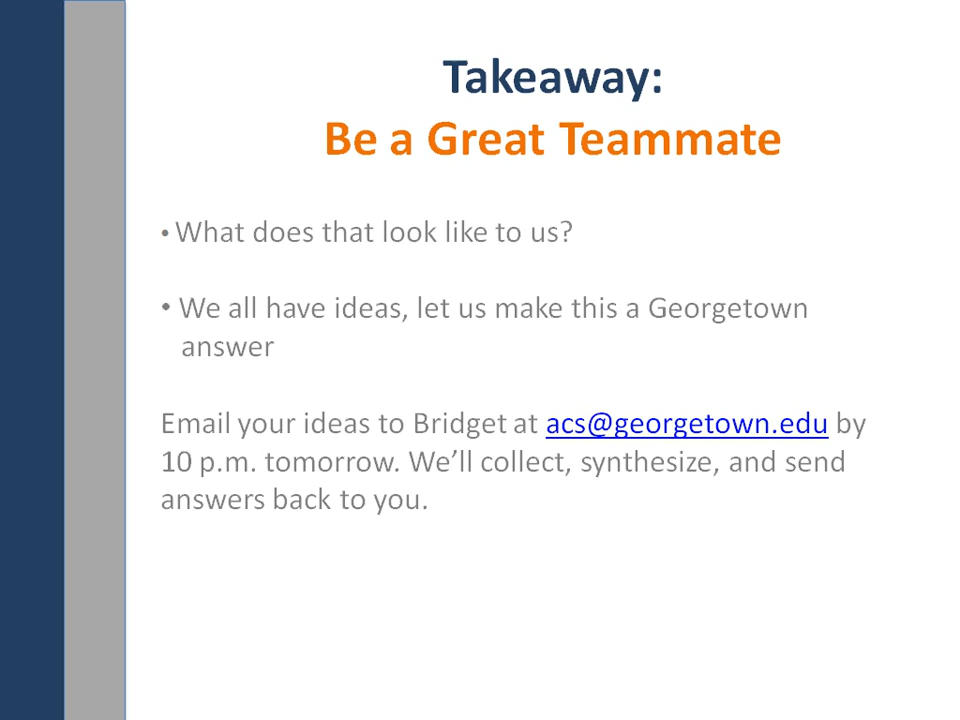 Takeaway:
Be a Great Teammate
• What does that look like to us?
• We all have ideas, let us make this a Georgetown
answer
Email your ideas to Bridget at acs@georgetown.edu by
10 p.m. tomorrow. We’ll collect, synthesize, and send
answers back to you.